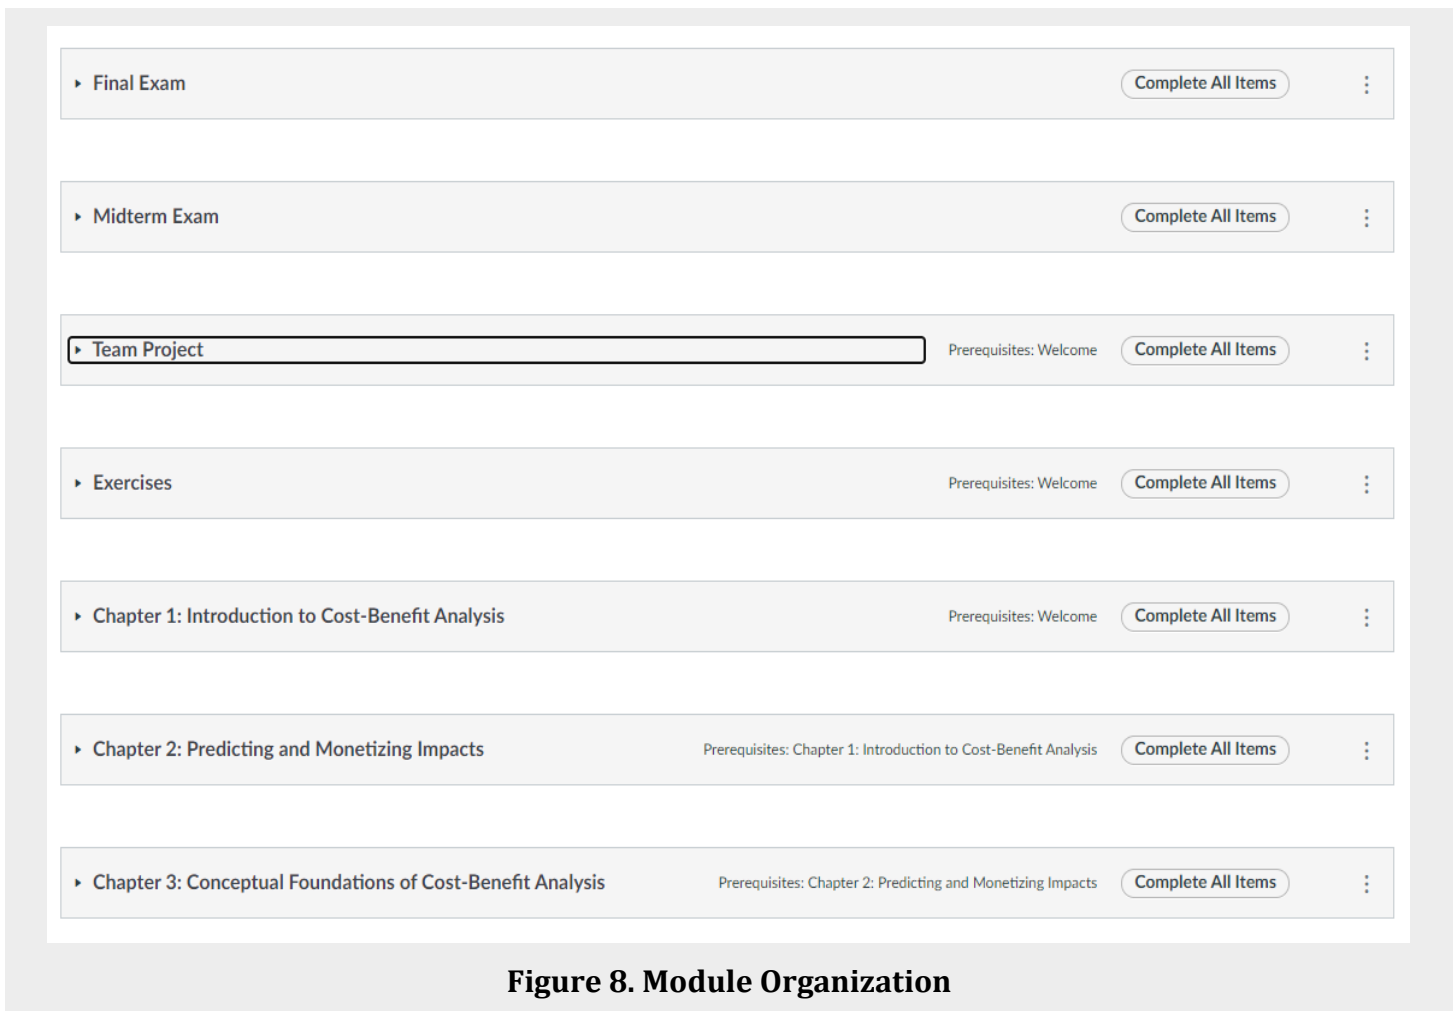 Final Exam Complete All Items
Midterm Exam Complete All Items
Team Project Prerequisites: Welcome Complete All Items
Exercises Prerequisites: Welcome Complete All Items
Chapter 1: Introduction to Cost-Benefit Analysis Prerequisites: Welcome Complete All Items
Chapter 2: Predicting and Monetizing Impacts Prerequisites: Chapter 1: Introduction to Cost-Benefit Analysis Complete All Items
Chapter 3: Conceptual Foundations of Cost-Benefit Analysis Prerequisites: Chapter 2: Predicting and Monetizing Impacts Complete All Items
Figure 8. Module Organization